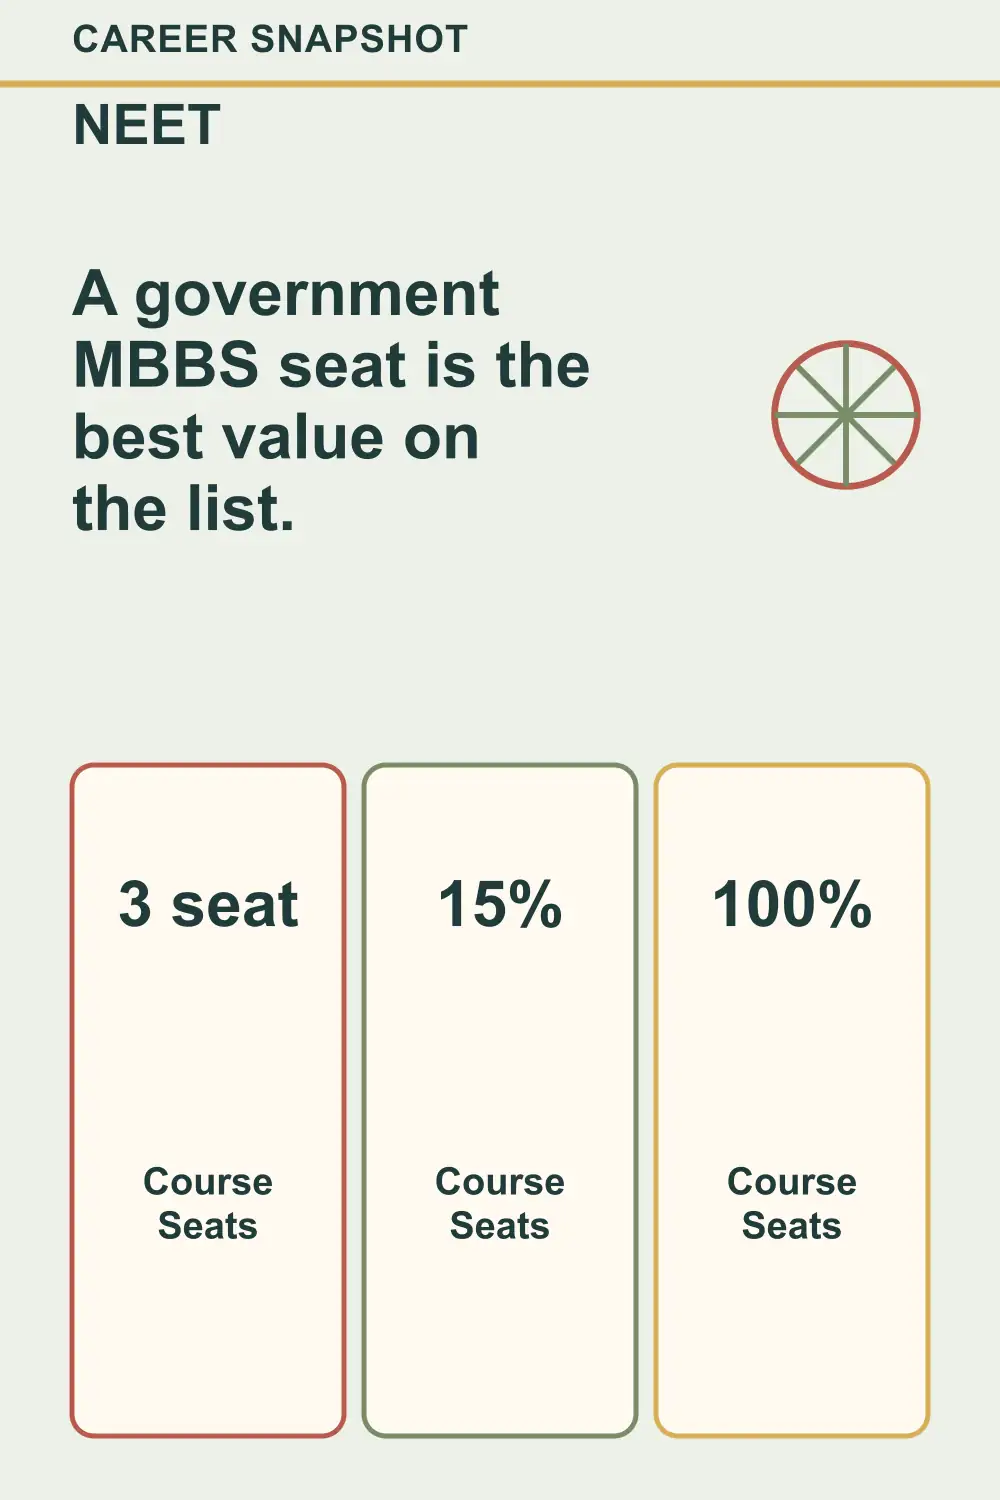 CAREER SNAPSHOT
NEET
A government
MBBS seat is the
best value on
the list.
3 seat
15%
100%
Course
Seats
Course
Seats
Course
Seats